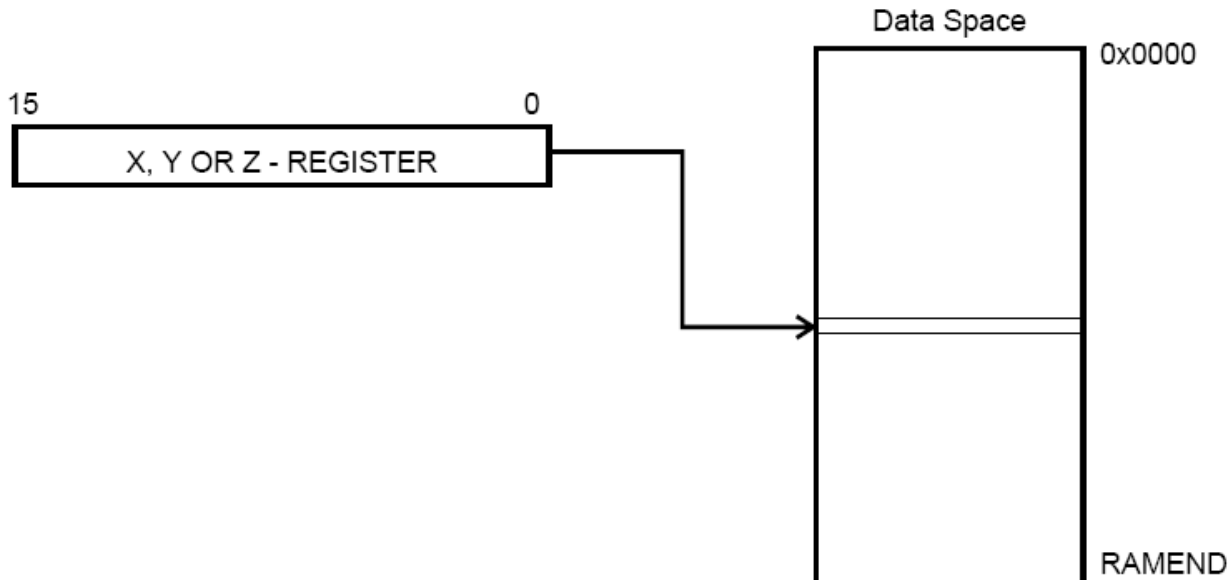 Data Space
0x0000
15
0
X, Y OR Z - REGISTER
RAMEND